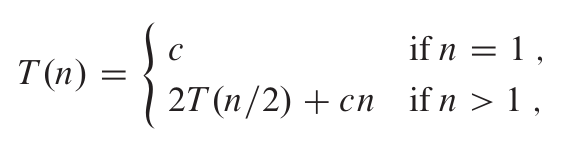 T(n) = { c if n = 1 ,
2T(n/2) + cn if n > 1 ,